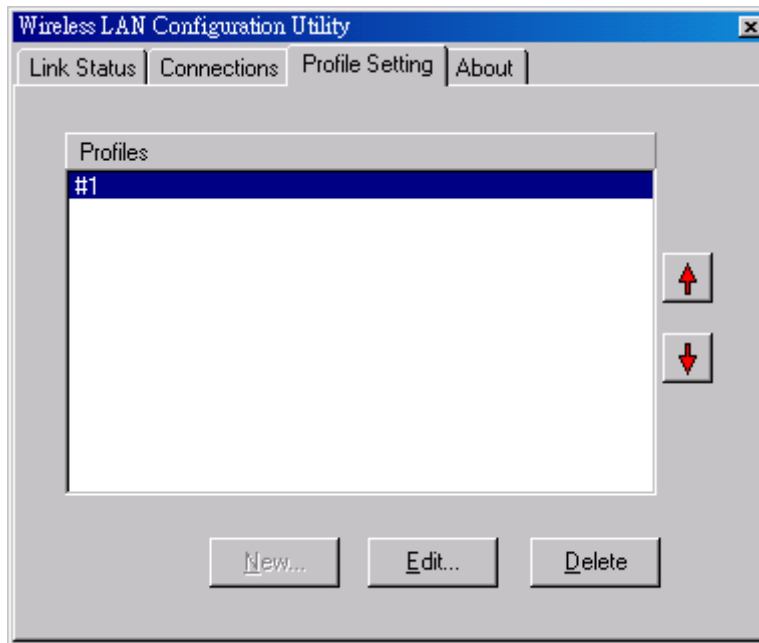 Wireless LAN Configuration Utility
Link Status Connections Profile Setting About
Profiles
#1
New... Edit... Delete